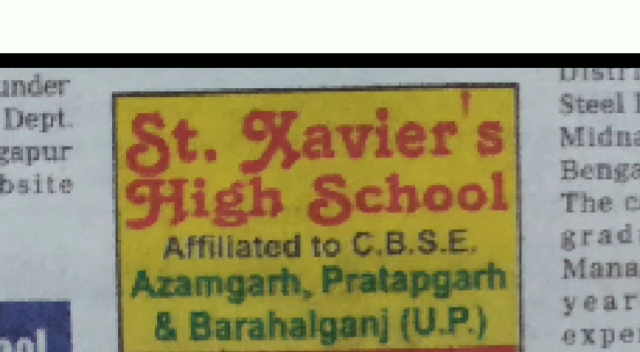 under
Dept.
gapur
bsite
St. Xavier's
High School
Affiliated to C.B.S.E.
Azamgarh, Pratapgarh
& Barahalganj (U.P.)
Steel
Midna
Benga
The c
grad
Mana
year
expe